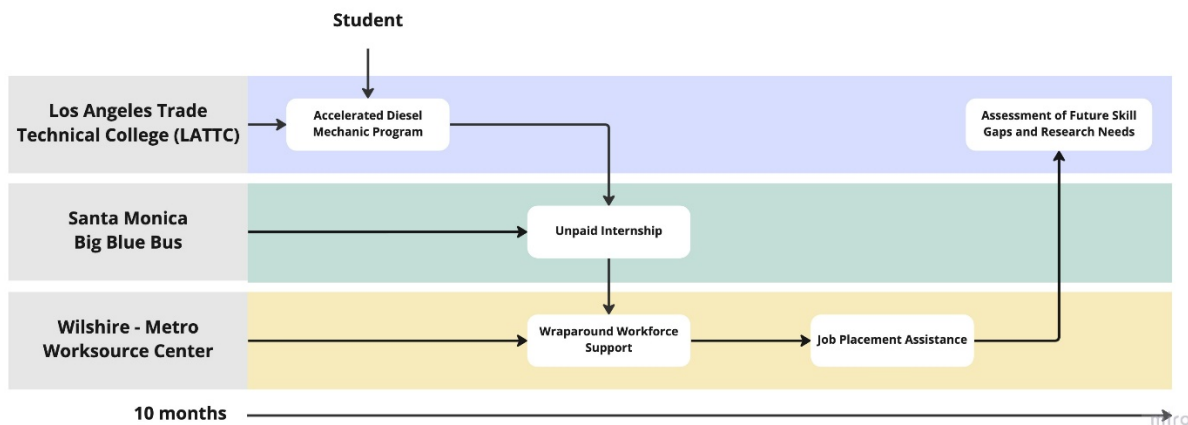 Student
Los Angeles Trade
Technical College (LATTC)
Accelerated Diesel
Mechanic Program
Assessment of Future Skill
Gaps and Research Needs
Santa Monica
Big Blue Bus
Unpaid Internship
Wilshire - Metro
Worksource Center
Wraparound Workforce
Support
Job Placement Assistance
10 months
miro